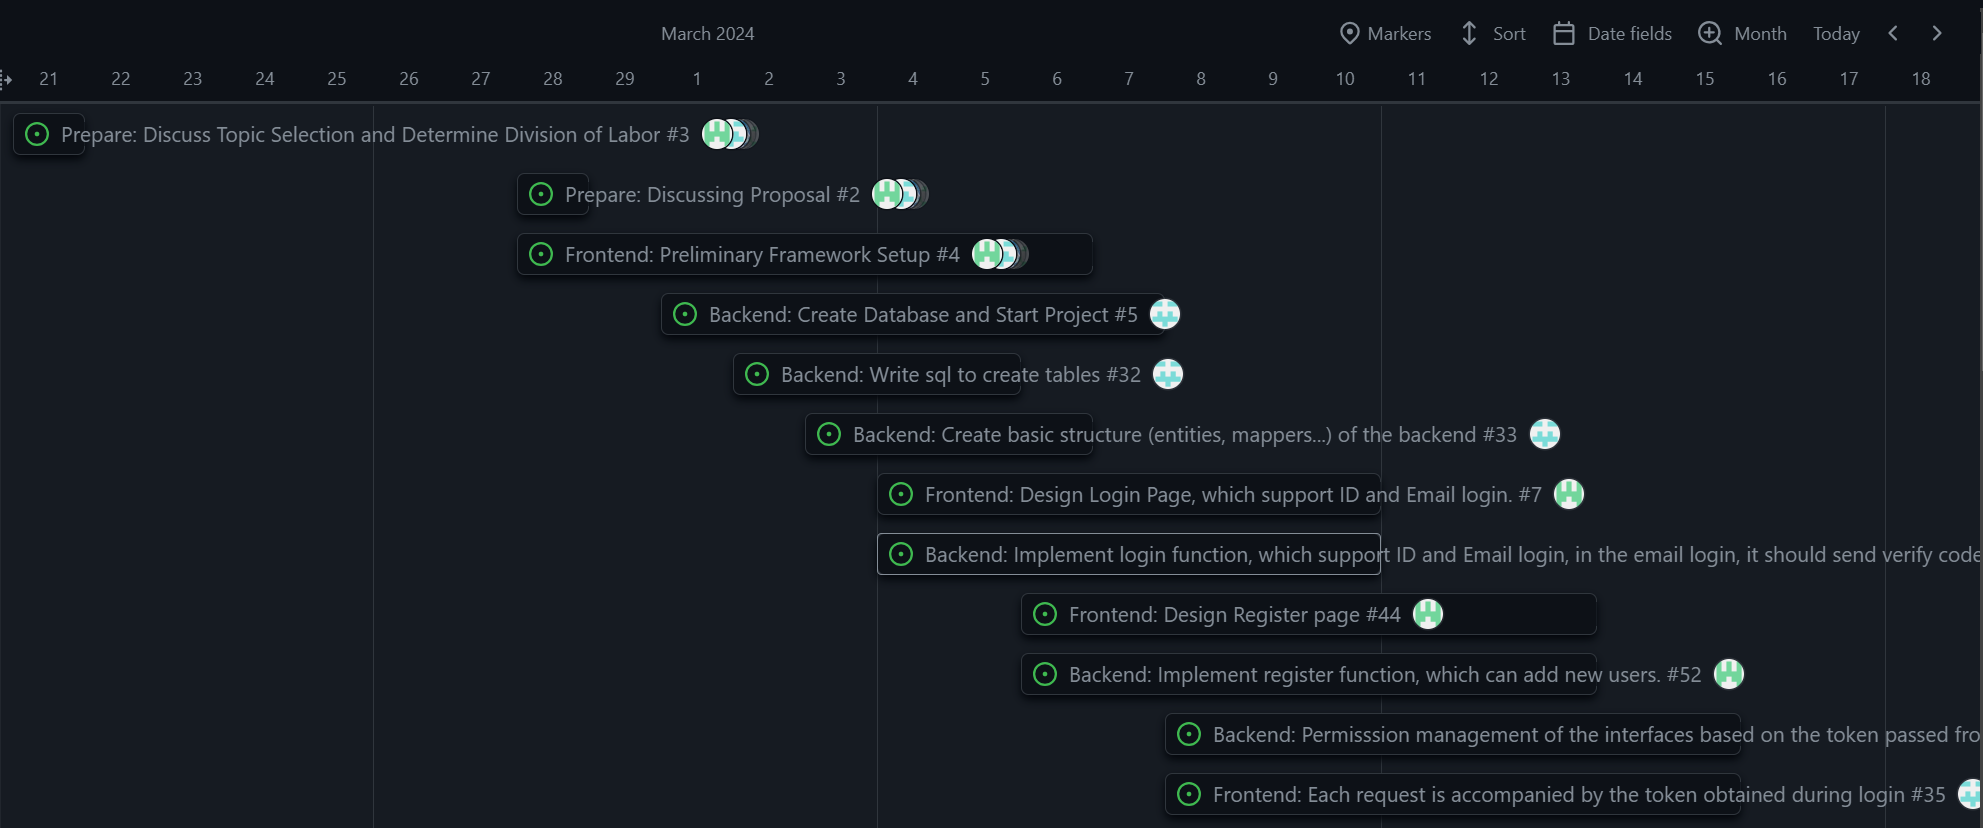 March 2024 Markers Sort Date fields Month Today
21 22 23 24 25 26 27 28 29 1 2 3 4 5 6 7 8 9 10 11 12 13 14 15 16 17 18
Prepare: Discuss Topic Selection and Determine Division of Labor #3
Prepare: Discussing Proposal #2
Frontend: Preliminary Framework Setup #4
Backend: Create Database and Start Project #5
Backend: Write sql to create tables #32
Backend: Create basic structure (entities, mappers...) of the backend #33
Frontend: Design Login Page, which support ID and Email login. #7
Backend: Implement login function, which support ID and Email login, in the email login, it should send verify code
Frontend: Design Register page #44
Backend: Implement register function, which can add new users. #52
Backend: Permisssion management of the interfaces based on the token passed fro
Frontend: Each request is accompanied by the token obtained during login #35